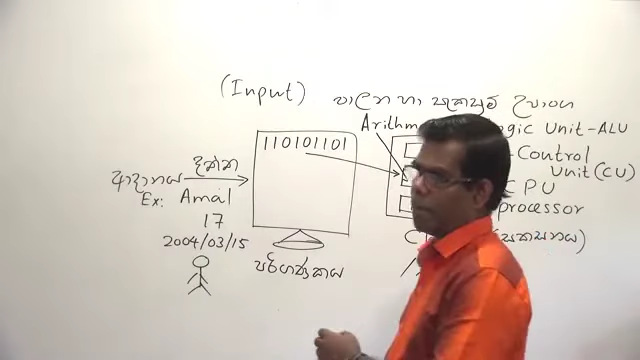 (Input)
පාලන හා සැකසුම් උපාංග
Arithm
ogic Unit-ALU
110101101
Control
Unit(CU)
දත්ත
ආදානය
Ex: Amal
17
2004/03/15
CPU
processor
(සකසනය)
පරිගණකය